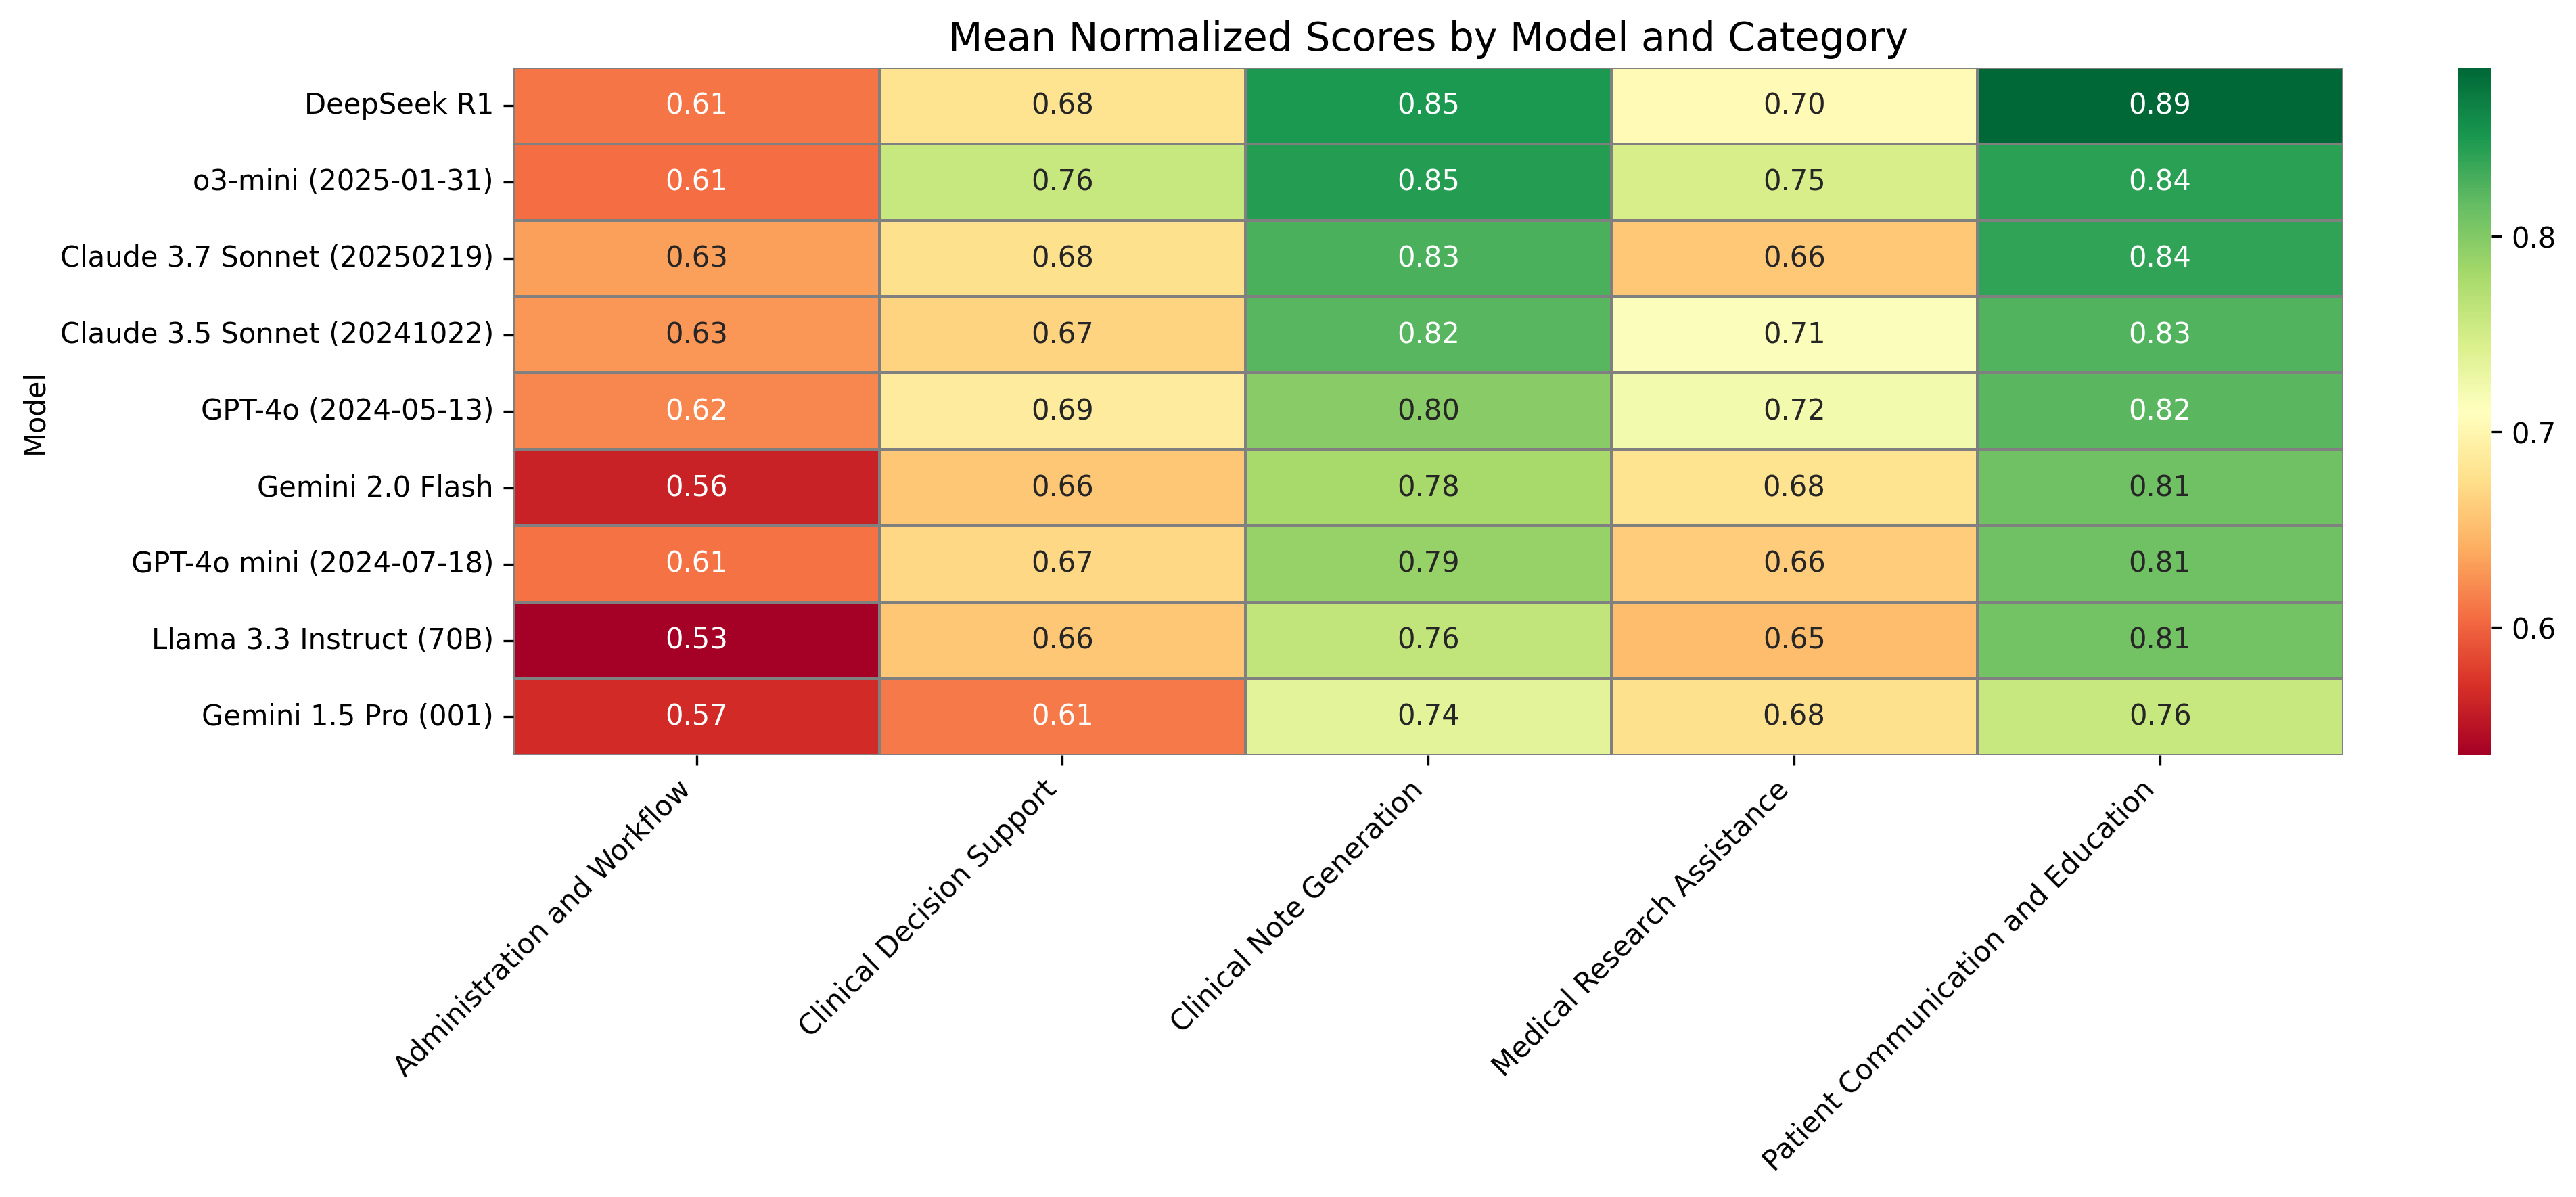 Mean Normalized Scores by Model and Category
Model
DeepSeek R1 0.61 0.68 0.85 0.70 0.89
o3-mini (2025-01-31) 0.61 0.76 0.85 0.75 0.84
Claude 3.7 Sonnet (20250219) 0.63 0.68 0.83 0.66 0.84
Claude 3.5 Sonnet (20241022) 0.63 0.67 0.82 0.71 0.83
GPT-4o (2024-05-13) 0.62 0.69 0.80 0.72 0.82
Gemini 2.0 Flash 0.56 0.66 0.78 0.68 0.81
GPT-4o mini (2024-07-18) 0.61 0.67 0.79 0.66 0.81
Llama 3.3 Instruct (70B) 0.53 0.66 0.76 0.65 0.81
Gemini 1.5 Pro (001) 0.57 0.61 0.74 0.68 0.76
Administration and Workflow
Clinical Decision Support
Clinical Note Generation
Medical Research Assistance
Patient Communication and Education
0.8
0.7
0.6